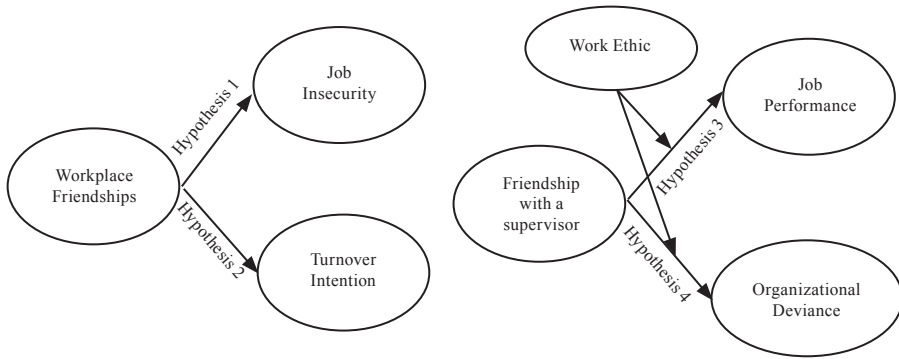 Workplace
Friendships
Hypothesis 1
Job
Insecurity
Hypothesis 2
Turnover
Intention
Work Ethic
Friendship
with a
supervisor
Hypothesis 3
Job
Performance
Hypothesis 4
Organizational
Deviance